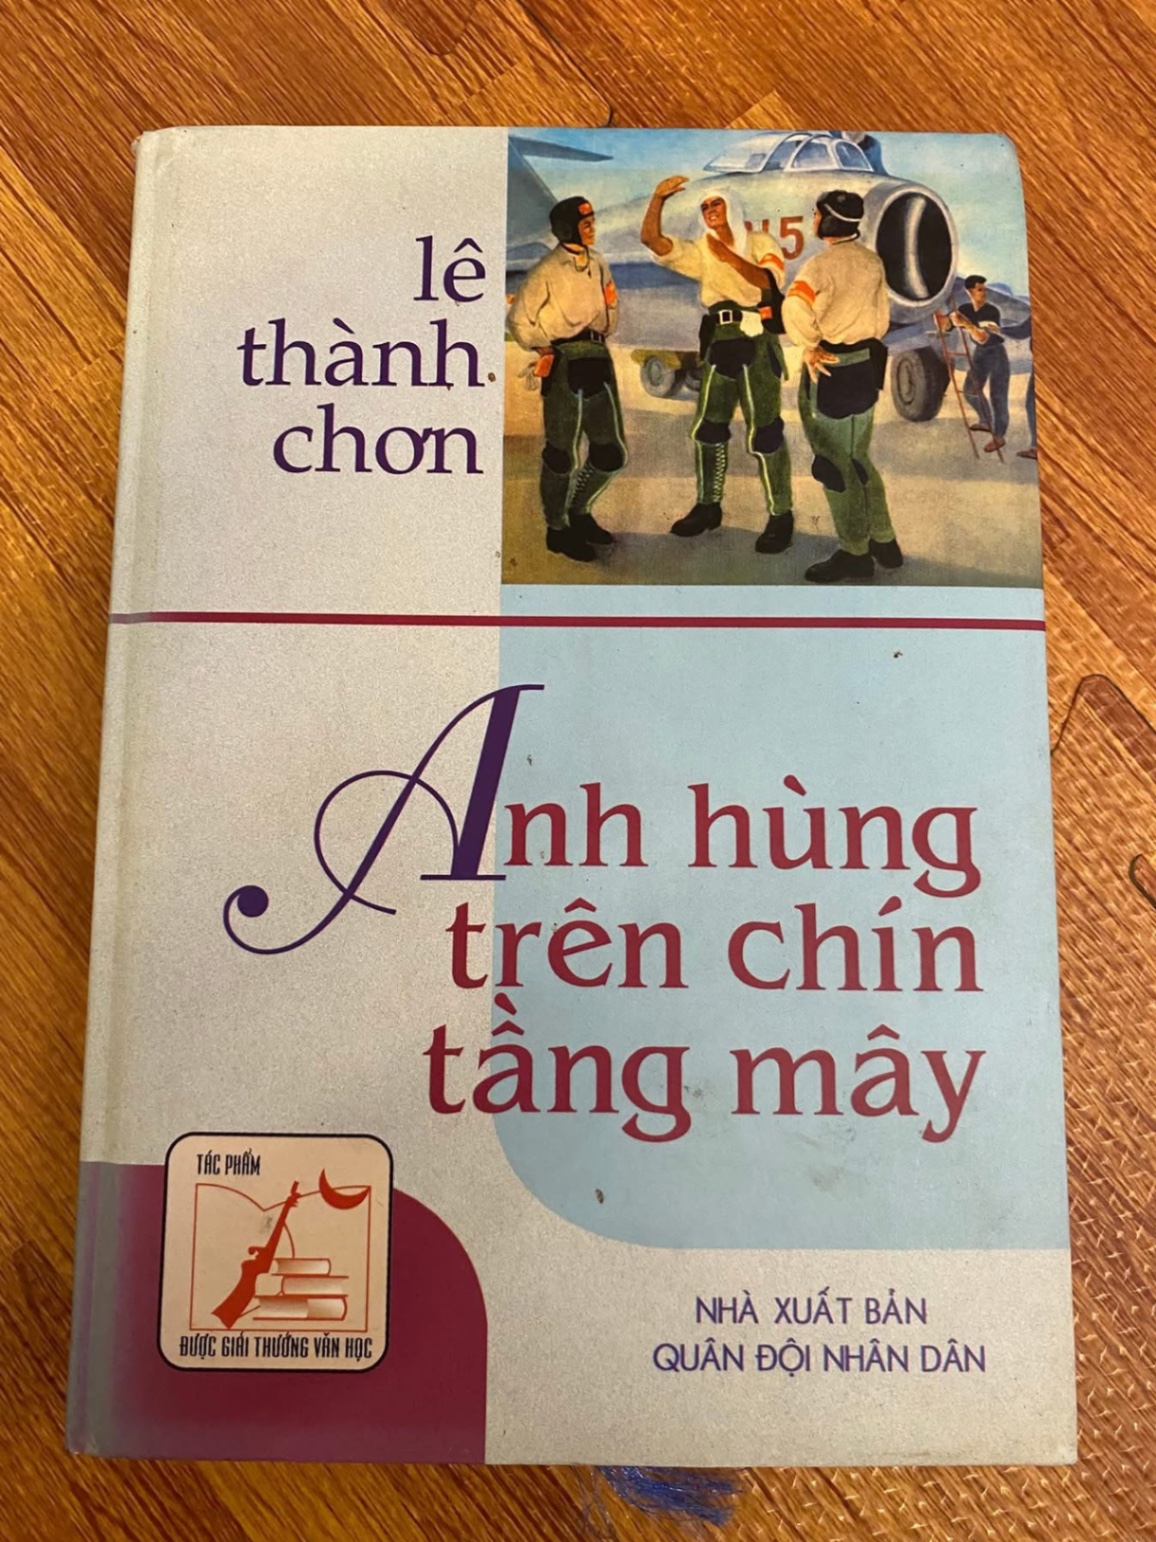 lê
thành
chơn
45
Anh hùng
trên chín
tầng mây
TÁC PHẨM
ĐƯỢC GIẢI THƯỞNG VĂN HỌC
NHÀ XUẤT BẢN
QUÂN ĐỘI NHÂN DÂN